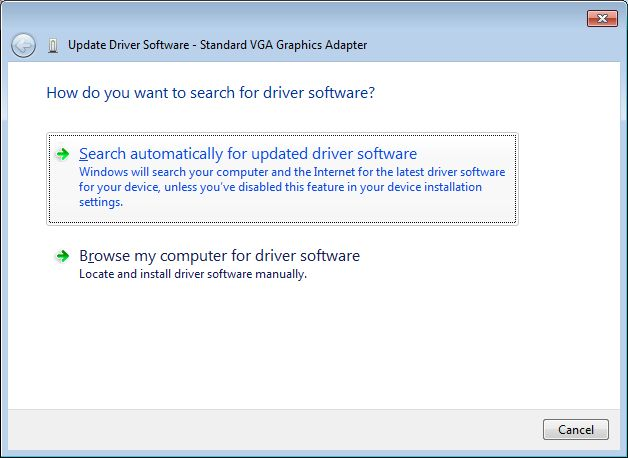 Update Driver Software - Standard VGA Graphics Adapter
How do you want to search for driver software?
Search automatically for updated driver software
Windows will search your computer and the Internet for the latest driver software
for your device, unless you've disabled this feature in your device installation
settings.
Browse my computer for driver software
Locate and install driver software manually.
Cancel